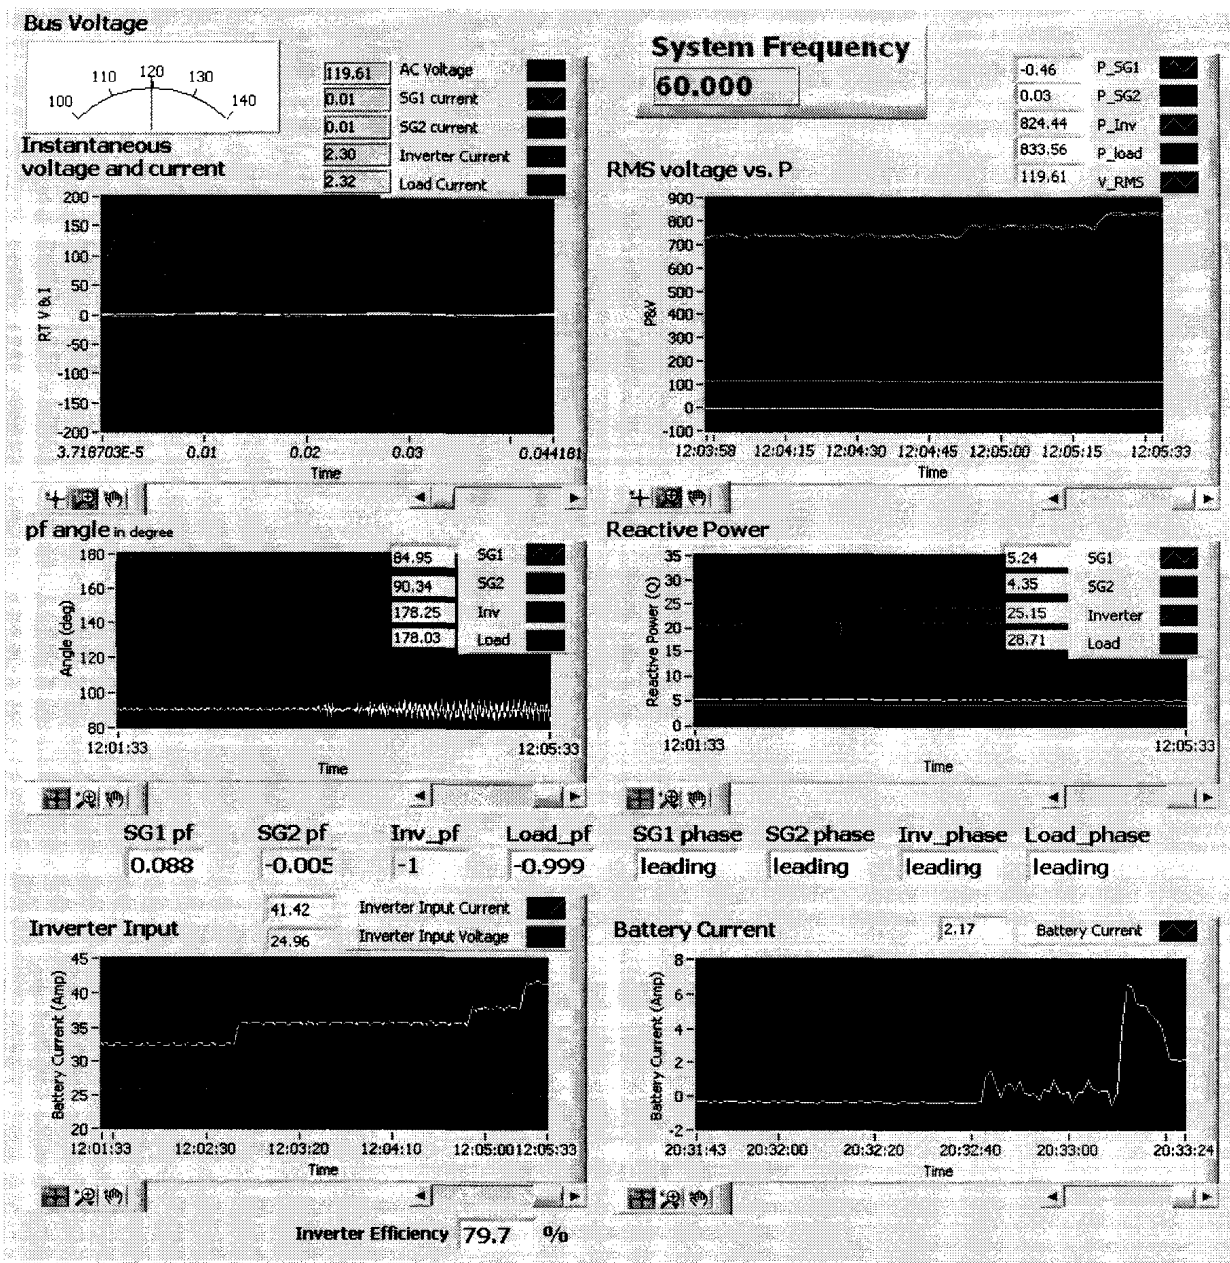 Bus Voltage
100 110 120 130 140
119.61 AC Voltage
0.01 SG1 current
0.01 SG2 current
2.30 Inverter Current
2.32 Load Current
System Frequency
60.000
-0.46 P_SG1
0.03 P_SG2
824.44 P_Inv
833.56 P_load
119.61 V_RMS
Instantaneous
voltage and current
200
150
100
50
0
-50
-100
-150
-200
RT V & I
3.718703E-5 0.01 0.02 0.03 0.044181
Time
RMS voltage vs. P
900
800
700
600
500
400
300
200
100
0
-100
P&V
12:03:58 12:04:15 12:04:30 12:04:45 12:05:00 12:05:15 12:05:33
Time
pf angle in degree
180
160
140
120
100
80
Angle (deg)
84.95 SG1
90.34 SG2
178.25 Inv
178.03 Load
12:01:33 12:05:33
Time
Reactive Power
35
30
25
20
15
10
5
0
Reactive Power (Q)
5.24 SG1
4.35 SG2
25.15 Inverter
28.71 Load
12:01:33 12:05:33
Time
SG1 pf SG2 pf Inv_pf Load_pf SG1 phase SG2 phase Inv_phase Load_phase
0.088 -0.005 -1 -0.999 leading leading leading leading
Inverter Input
41.42 Inverter Input Current
24.96 Inverter Input Voltage
45
40
35
30
25
20
Battery Current (Amp)
12:01:33 12:02:30 12:03:20 12:04:10 12:05:00 12:05:33
Time
Battery Current
2.17 Battery Current
8
6
4
2
0
-2
Battery Current (Amp)
20:31:43 20:32:00 20:32:20 20:32:40 20:33:00 20:33:24
Time
Inverter Efficiency 79.7 %